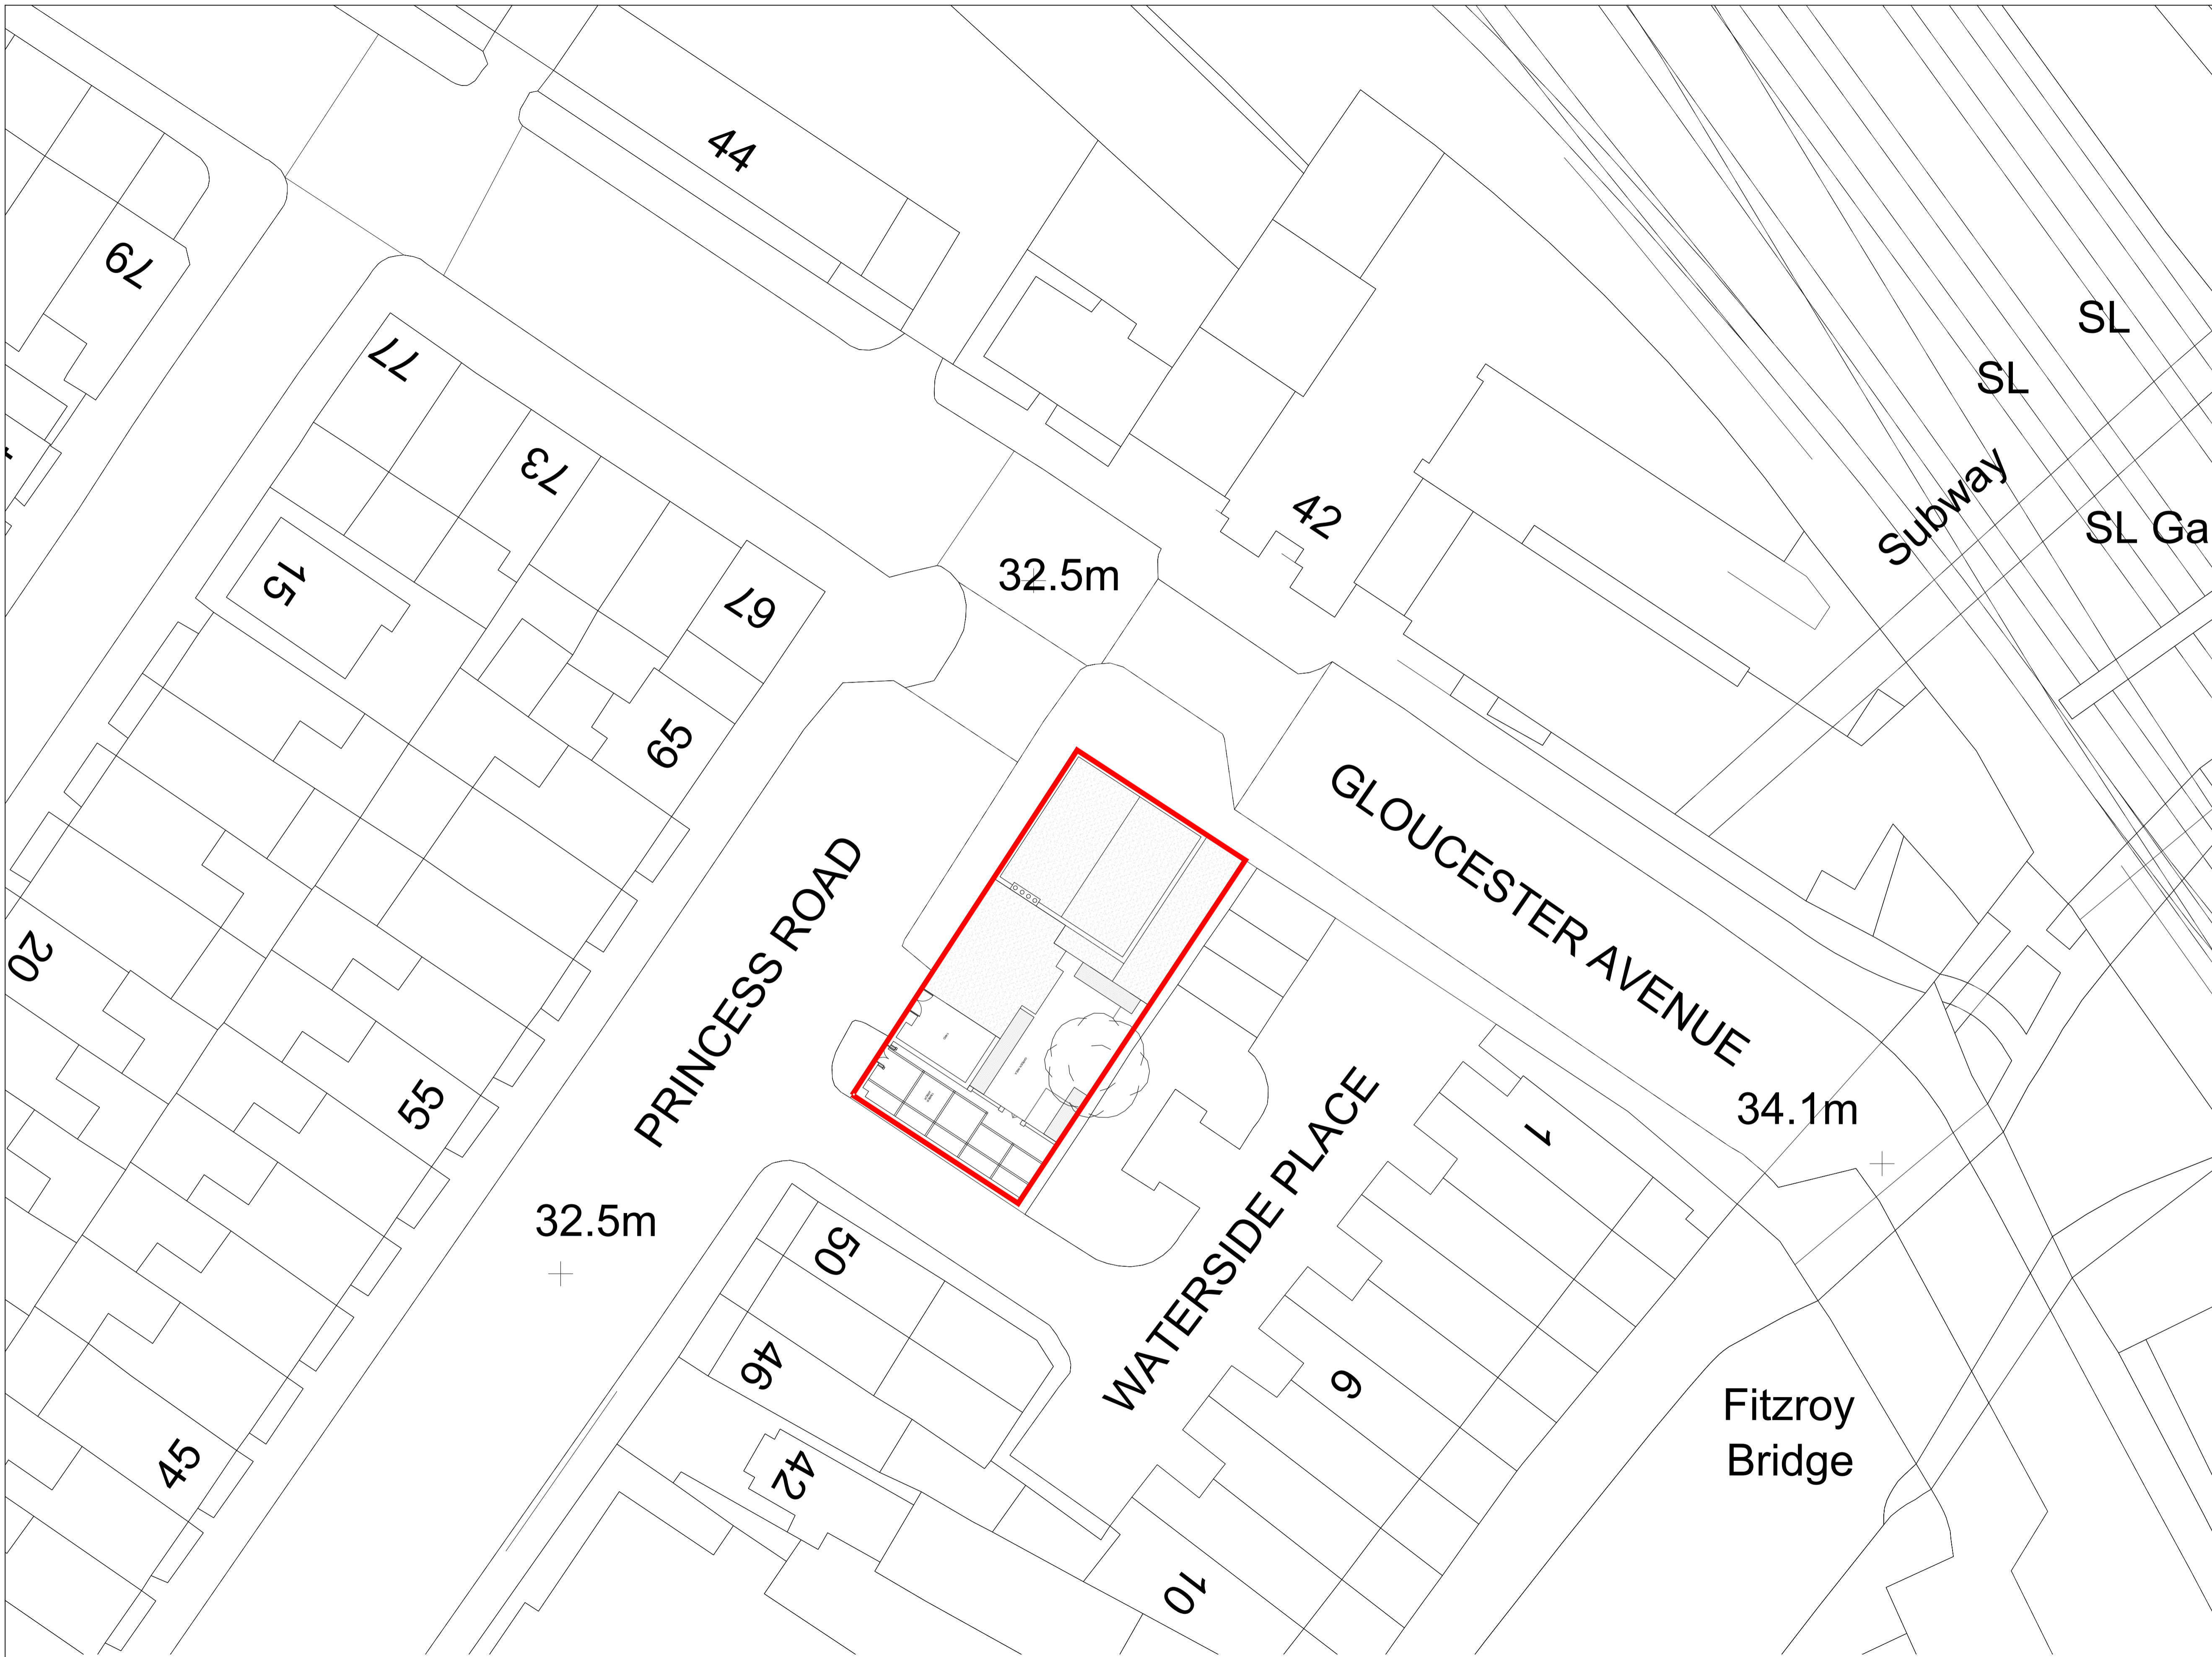 44
79
SL
77
SL
73
Subway
42
SL Ga
32.5m
15
67
65
GLOUCESTER AVENUE
PRINCESS ROAD
20
55
WATERSIDE PLACE
34.1m
1
32.5m
50
46
9
Fitzroy
Bridge
42
45
10